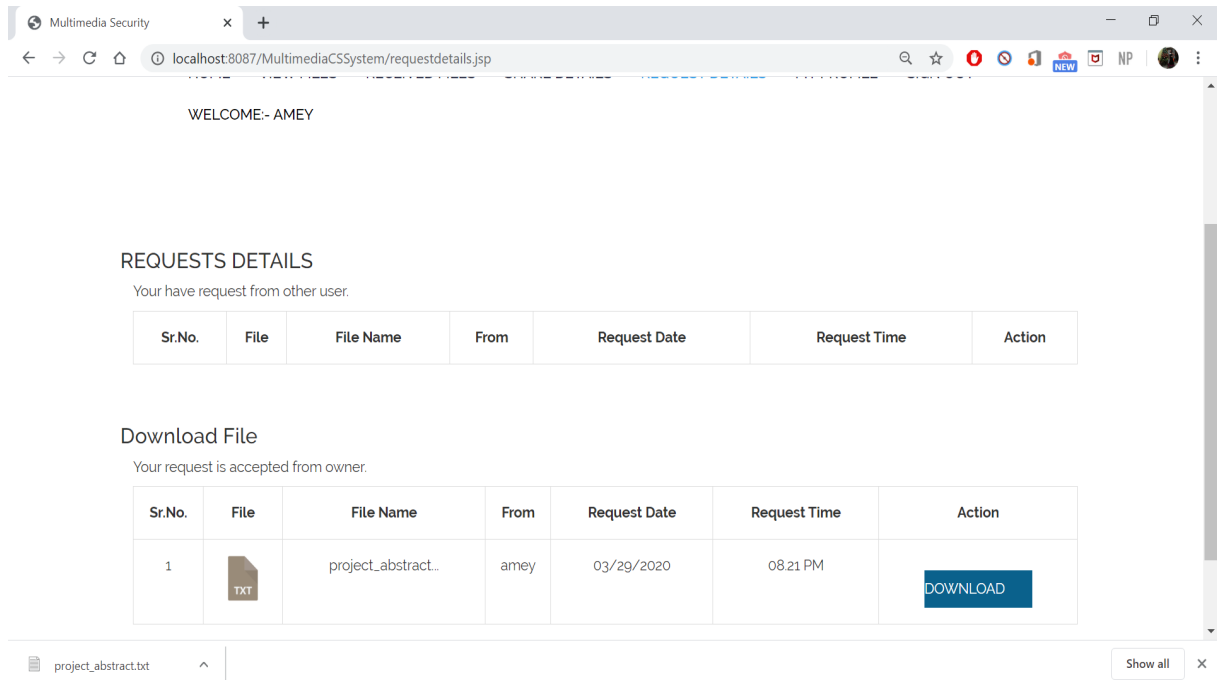 Multimedia Security
localhost:8087/MultimediaCSSystem/requestdetails.jsp
NEW
NP
WELCOME:- AMEY
REQUESTS DETAILS
Your have request from other user.
Sr.No. File File Name From Request Date Request Time Action
Download File
Your request is accepted from owner.
Sr.No. File File Name From Request Date Request Time Action
1 TXT project_abstract... amey 03/29/2020 08.21 PM DOWNLOAD
project_abstract.txt Show all